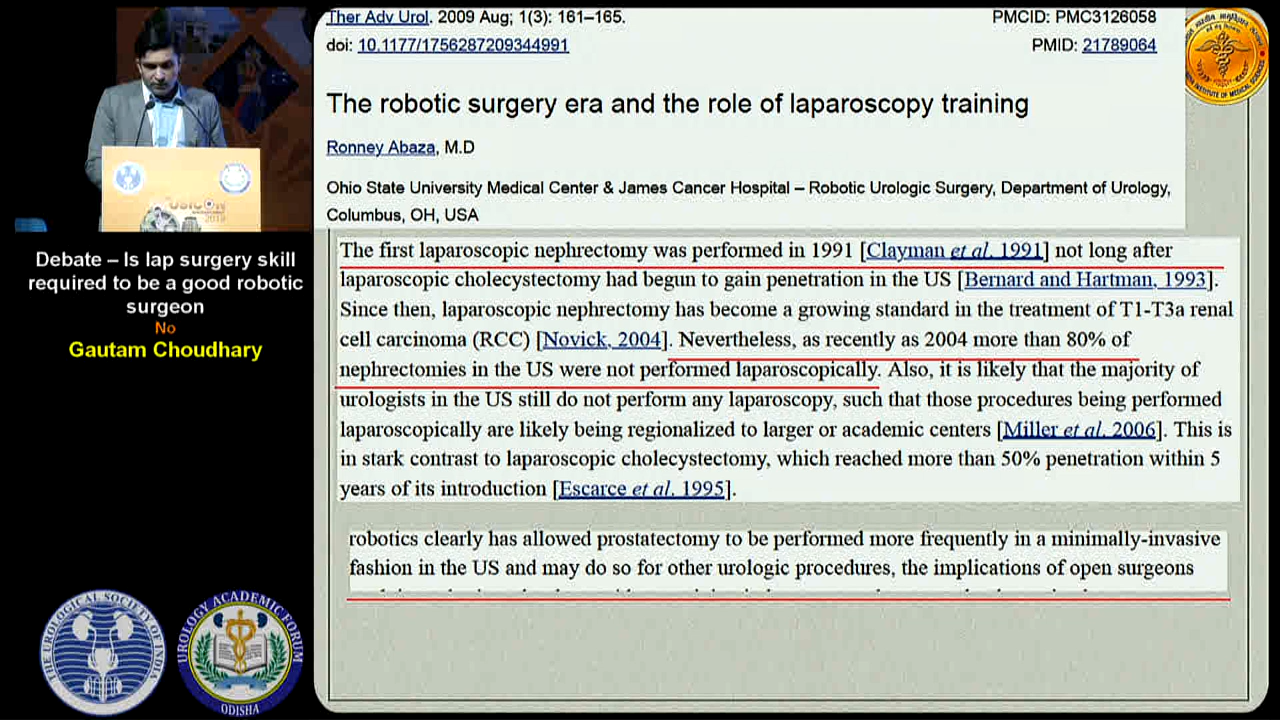 Ther Adv Urol. 2009 Aug; 1(3): 161–165.
PMCID: PMC3126058
doi: 10.1177/1756287209344991
PMID: 21789064
The robotic surgery era and the role of laparoscopy training
Ronney Abaza, M.D
Ohio State University Medical Center & James Cancer Hospital – Robotic Urologic Surgery, Department of Urology,
Columbus, OH, USA
The first laparoscopic nephrectomy was performed in 1991 [Clayman et al. 1991] not long after
laparoscopic cholecystectomy had begun to gain penetration in the US [Bernard and Hartman, 1993].
Since then, laparoscopic nephrectomy has become a growing standard in the treatment of T1-T3a renal
cell carcinoma (RCC) [Novick, 2004]. Nevertheless, as recently as 2004 more than 80% of
nephrectomies in the US were not performed laparoscopically. Also, it is likely that the majority of
urologists in the US still do not perform any laparoscopy, such that those procedures being performed
laparoscopically are likely being regionalized to larger or academic centers [Miller et al. 2006]. This is
in stark contrast to laparoscopic cholecystectomy, which reached more than 50% penetration within 5
years of its introduction [Escarce et al. 1995].
robotics clearly has allowed prostatectomy to be performed more frequently in a minimally-invasive
fashion in the US and may do so for other urologic procedures, the implications of open surgeons
Debate – Is lap surgery skill
required to be a good robotic
surgeon
No
Gautam Choudhary
THE UROLOGICAL SOCIETY OF INDIA
UROLOGY ACADEMIC FORUM
ODISHA